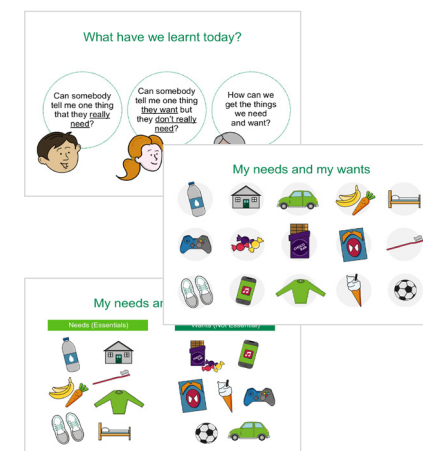 What have we learnt today?
Can somebody
tell me one thing
that they really
need?
Can somebody
tell me one thing
they want but
they don't really
need?
How can we
get the things
we need
and want?
My needs and my wants
My needs ar
Needs (Essentials)
Wants (Not Essential)